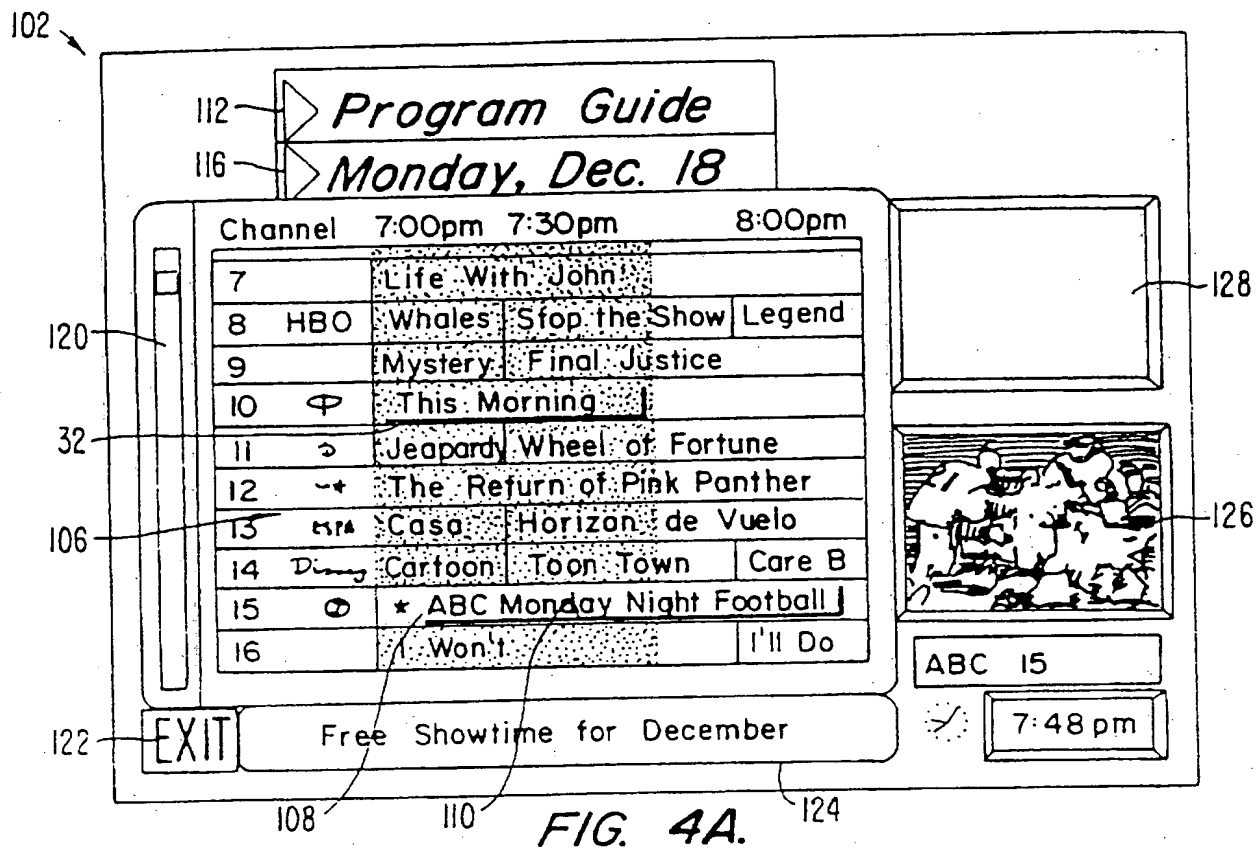 102
112
Program Guide
116
Monday, Dec. 18
Channel 7:00pm 7:30pm 8:00pm
7 Life With John
8 HBO Whales Stop the Show Legend
128
120
9 Mystery Final Justice
10 This Morning
32
11 Jeapardy Wheel of Fortune
12 The Return of Pink Panther
106
13 Casa Horizan de Vuelo
126
14 Disney Cartoon Toon Town Care B
15 * ABC Monday Night Football
16 I Won't I'll Do
ABC 15
122
EXIT
Free Showtime for December
7:48 pm
108
110
124
FIG. 4A.